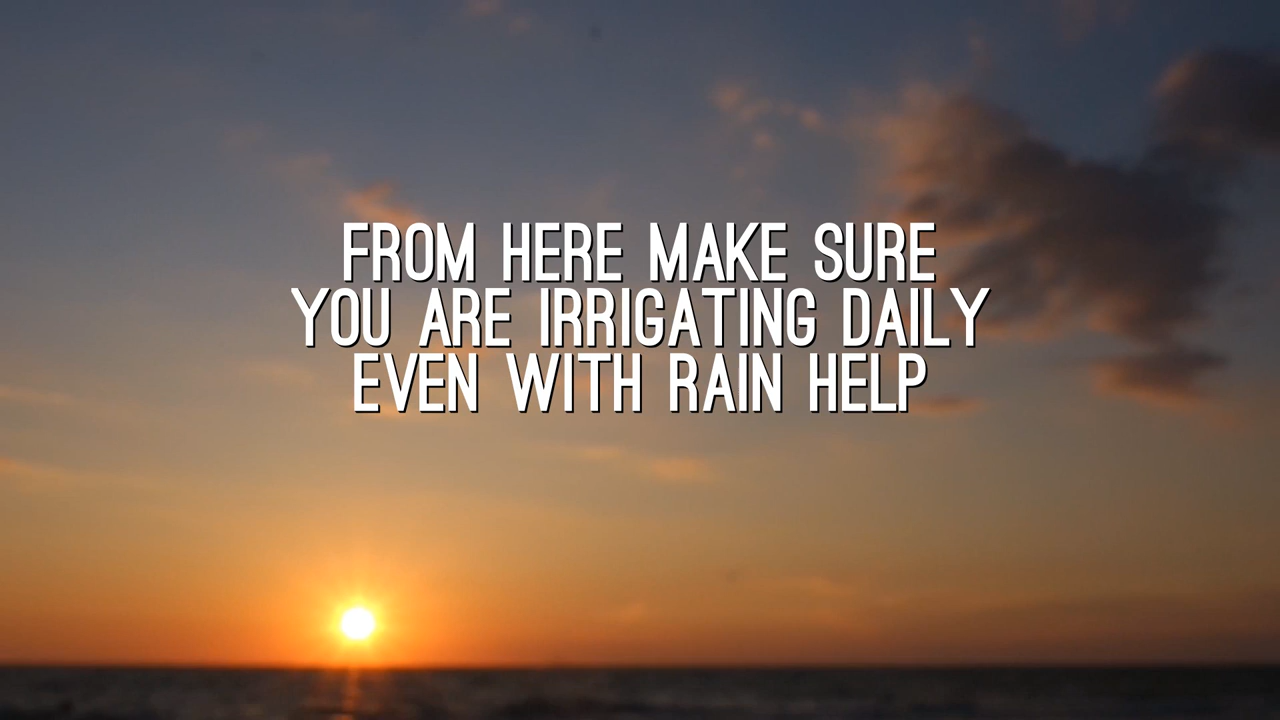 FROM HERE MAKE SURE
YOU ARE IRRIGATING DAILY
EVEN WITH RAIN HELP